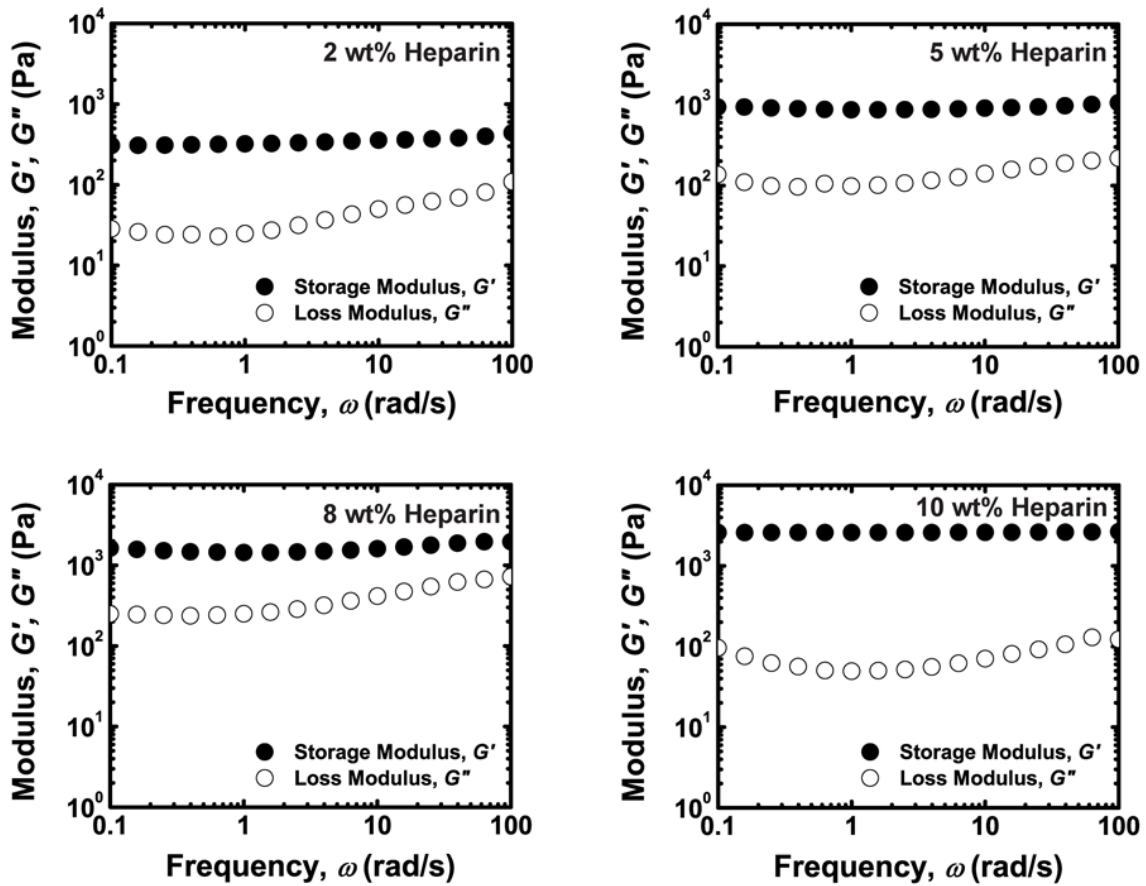 2 wt% Heparin
Modulus, G', G" (Pa)
10⁴
10³
10²
10¹
10⁰
Storage Modulus, G'
Loss Modulus, G"
0.1 1 10 100
Frequency, ω (rad/s)
5 wt% Heparin
Modulus, G', G" (Pa)
10⁴
10³
10²
10¹
10⁰
Storage Modulus, G'
Loss Modulus, G"
0.1 1 10 100
Frequency, ω (rad/s)
8 wt% Heparin
Modulus, G', G" (Pa)
10⁴
10³
10²
10¹
10⁰
Storage Modulus, G'
Loss Modulus, G"
0.1 1 10 100
Frequency, ω (rad/s)
10 wt% Heparin
Modulus, G', G" (Pa)
10⁴
10³
10²
10¹
10⁰
Storage Modulus, G'
Loss Modulus, G"
0.1 1 10 100
Frequency, ω (rad/s)